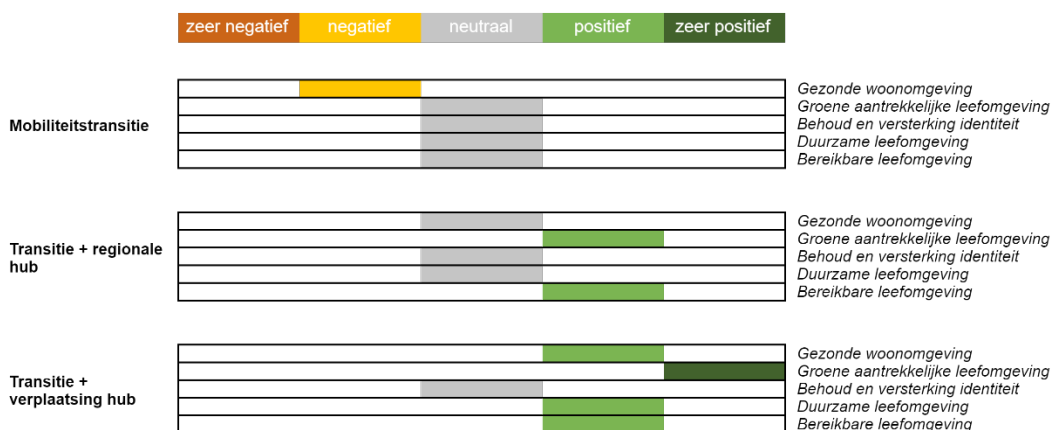 zeer negatief negatief neutraal positief zeer positief
Gezonde woonomgeving
Groene aantrekkelijke leefomgeving
Mobiliteitstransitie Behoud en versterking identiteit
Duurzame leefomgeving
Bereikbare leefomgeving
Gezonde woonomgeving
Groene aantrekkelijke leefomgeving
Transitie + regionale
hub
Behoud en versterking identiteit
Duurzame leefomgeving
Bereikbare leefomgeving
Gezonde woonomgeving
Groene aantrekkelijke leefomgeving
Transitie +
verplaatsing hub
Behoud en versterking identiteit
Duurzame leefomgeving
Bereikbare leefomgeving